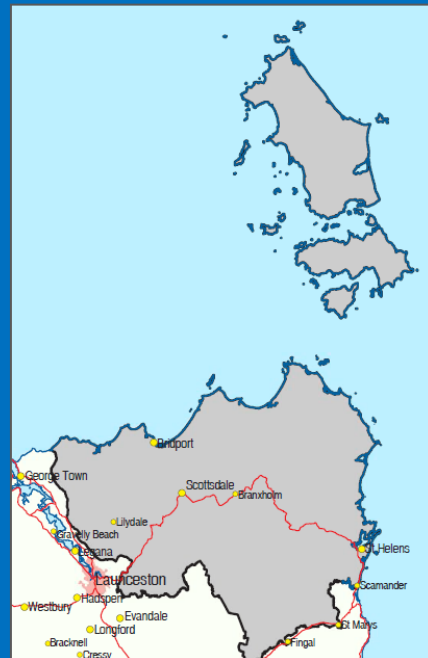 Bridport
George Town
Scottsdale
Branxholm
Lilydale
Gravelly Beach
Legana
St Helens
Launceston
Scamander
Hadspen
Westbury
Evandale
Longford
St Marys
Bracknell
Fingal
Cressy